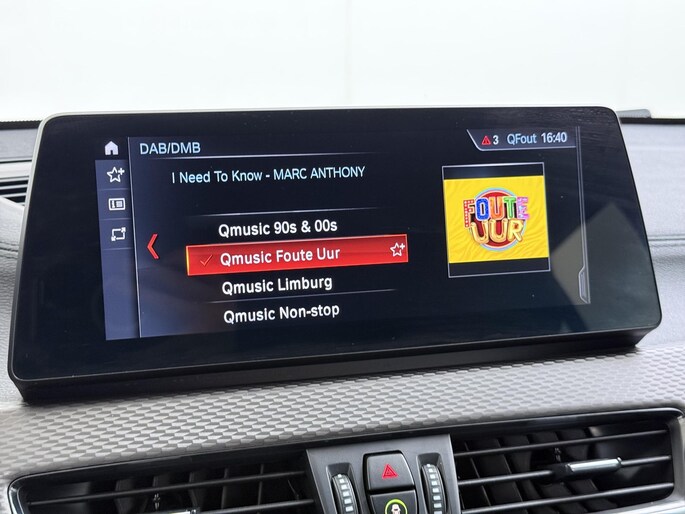 DAB/DMB
3 QFout 16:40
I Need To Know - MARC ANTHONY
Qmusic 90s & 00s
Qmusic Foute Uur
Qmusic Limburg
Qmusic Non-stop
FOUTE
UUR